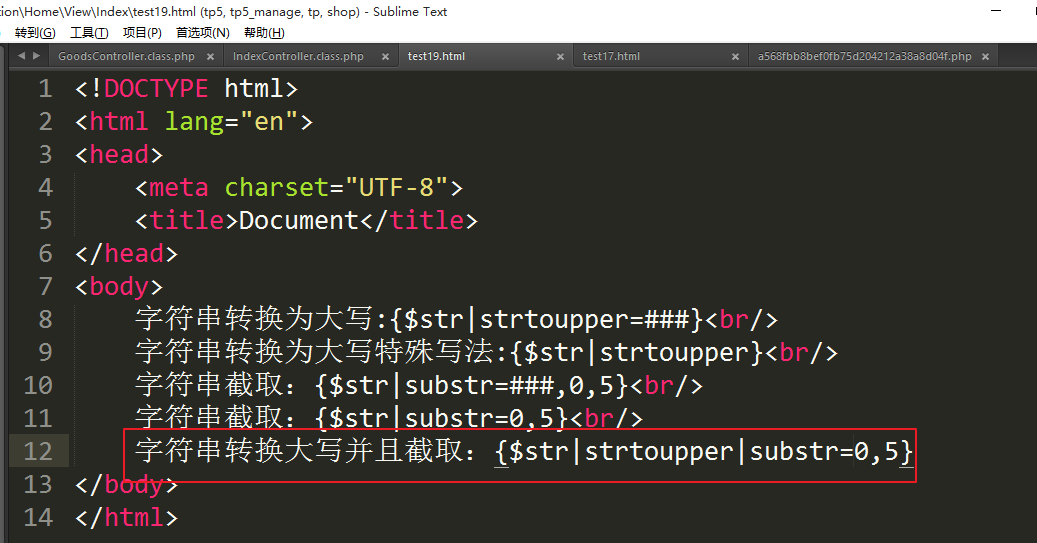 tion\Home\View\Index\test19.html (tp5, tp5_manage, tp, shop) - Sublime Text
转到(G) 工具(T) 项目(P) 首选项(N) 帮助(H)
GoodsController.class.php × IndexController.class.php × test19.html × test17.html × a568fbb8bef0fb75d204212a38a8d04f.php ×
1 <!DOCTYPE html>
2 <html lang="en">
3 <head>
4 <meta charset="UTF-8">
5 <title>Document</title>
6 </head>
7 <body>
8 字符串转换为大写:{$str|strtoupper=###}<br/>
9 字符串转换为大写特殊写法:{$str|strtoupper}<br/>
10 字符串截取：{$str|substr=###,0,5}<br/>
11 字符串截取：{$str|substr=0,5}<br/>
12 字符串转换大写并且截取：{$str|strtoupper|substr=0,5}
13 </body>
14 </html>